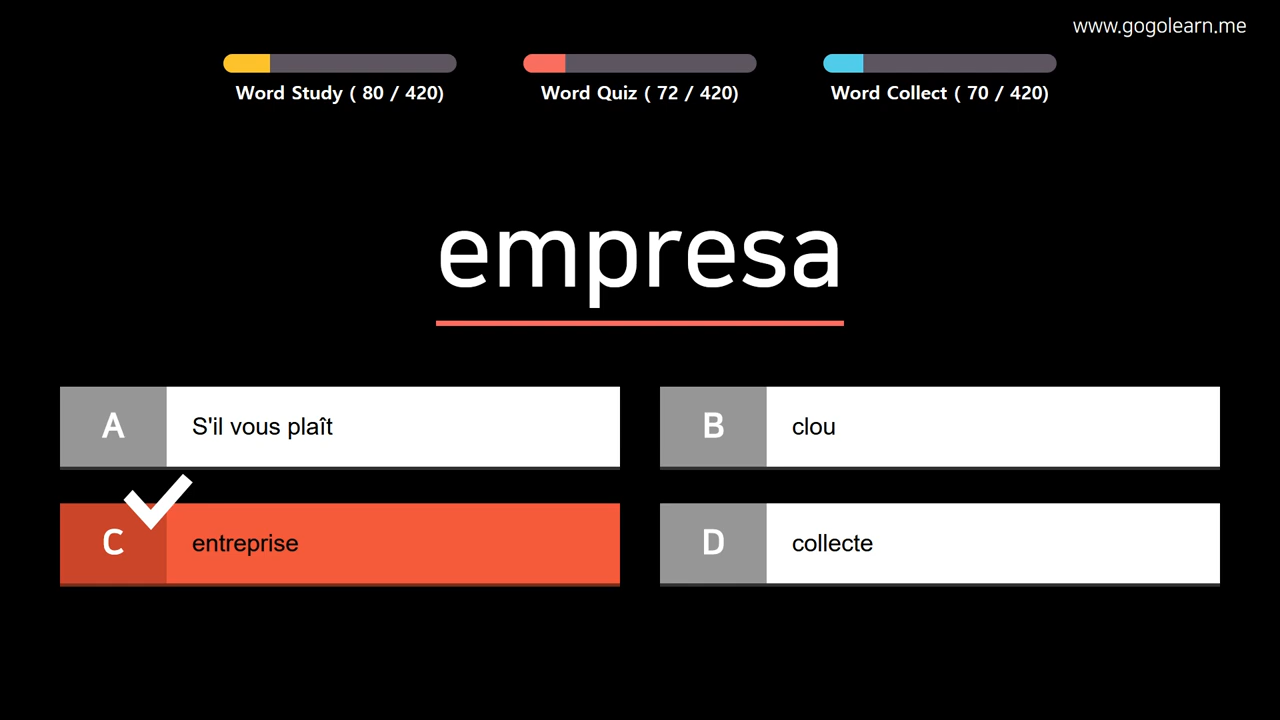 www.gogolearn.me
Word Study ( 80 / 420)
Word Quiz ( 72 / 420)
Word Collect ( 70 / 420)
empresa
A S'il vous plaît
B clou
C entreprise
D collecte